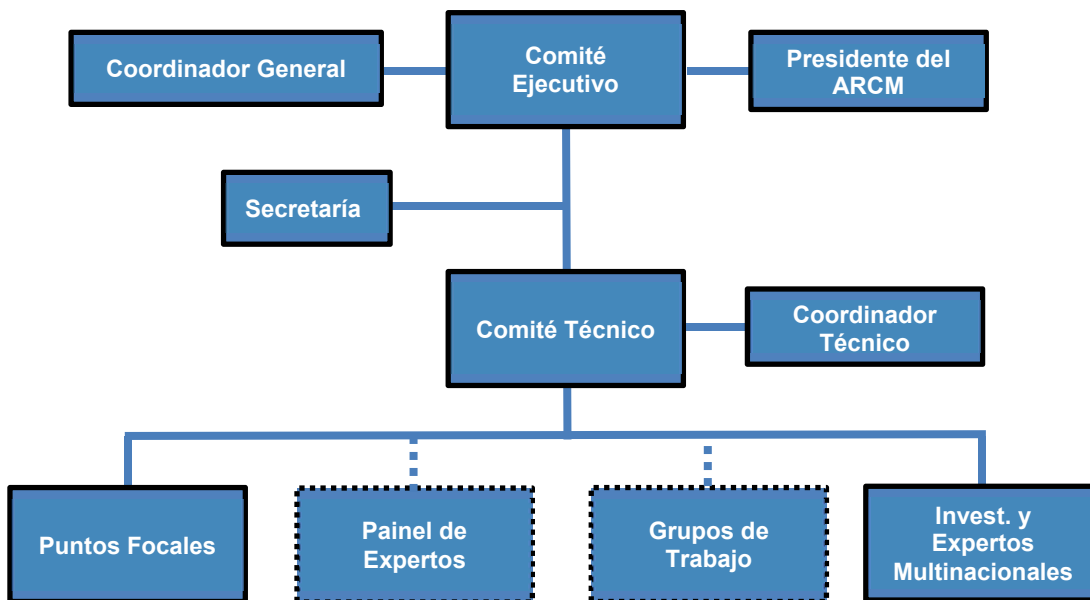 Coordinador General
Comité
Ejecutivo
Presidente del
ARCM
Secretaría
Comité Técnico
Coordinador
Técnico
Puntos Focales
Painel de
Expertos
Grupos de
Trabajo
Invest. y
Expertos
Multinacionales